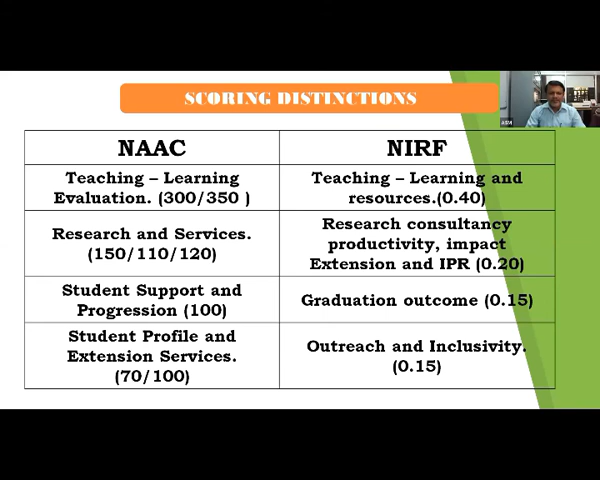 SCORING DISTINCTIONS
ASM
NAAC
NIRF
Teaching – Learning
Evaluation. (300/350 )
Teaching – Learning and
resources.(0.40)
Research and Services.
(150/110/120)
Research consultancy
productivity, impact
Extension and IPR (0.20)
Student Support and
Progression (100)
Graduation outcome (0.15)
Student Profile and
Extension Services.
(70/100)
Outreach and Inclusivity.
(0.15)